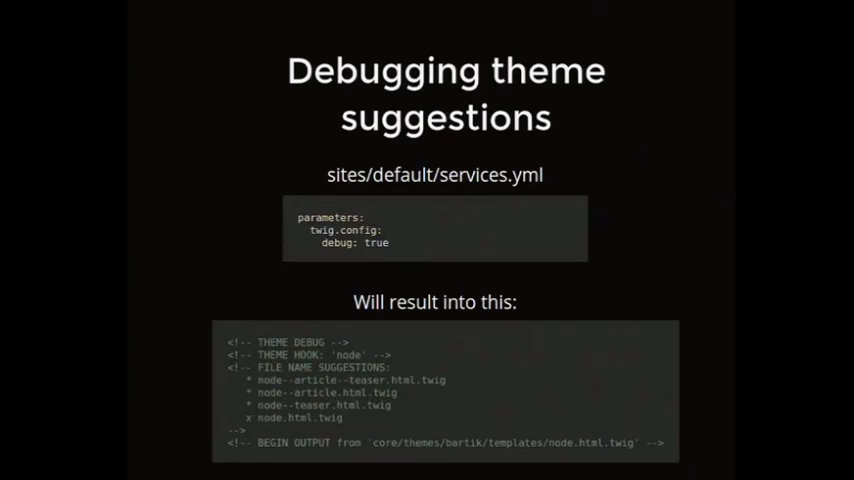 Debugging theme
suggestions
sites/default/services.yml
parameters:
twig.config:
debug: true
Will result into this:
<!-- THEME DEBUG -->
<!-- THEME HOOK: 'node' -->
<!-- FILE NAME SUGGESTIONS:
* node--article--teaser.html.twig
* node--article.html.twig
* node--teaser.html.twig
x node.html.twig
-->
<!-- BEGIN OUTPUT from 'core/themes/bartik/templates/node.html.twig' -->